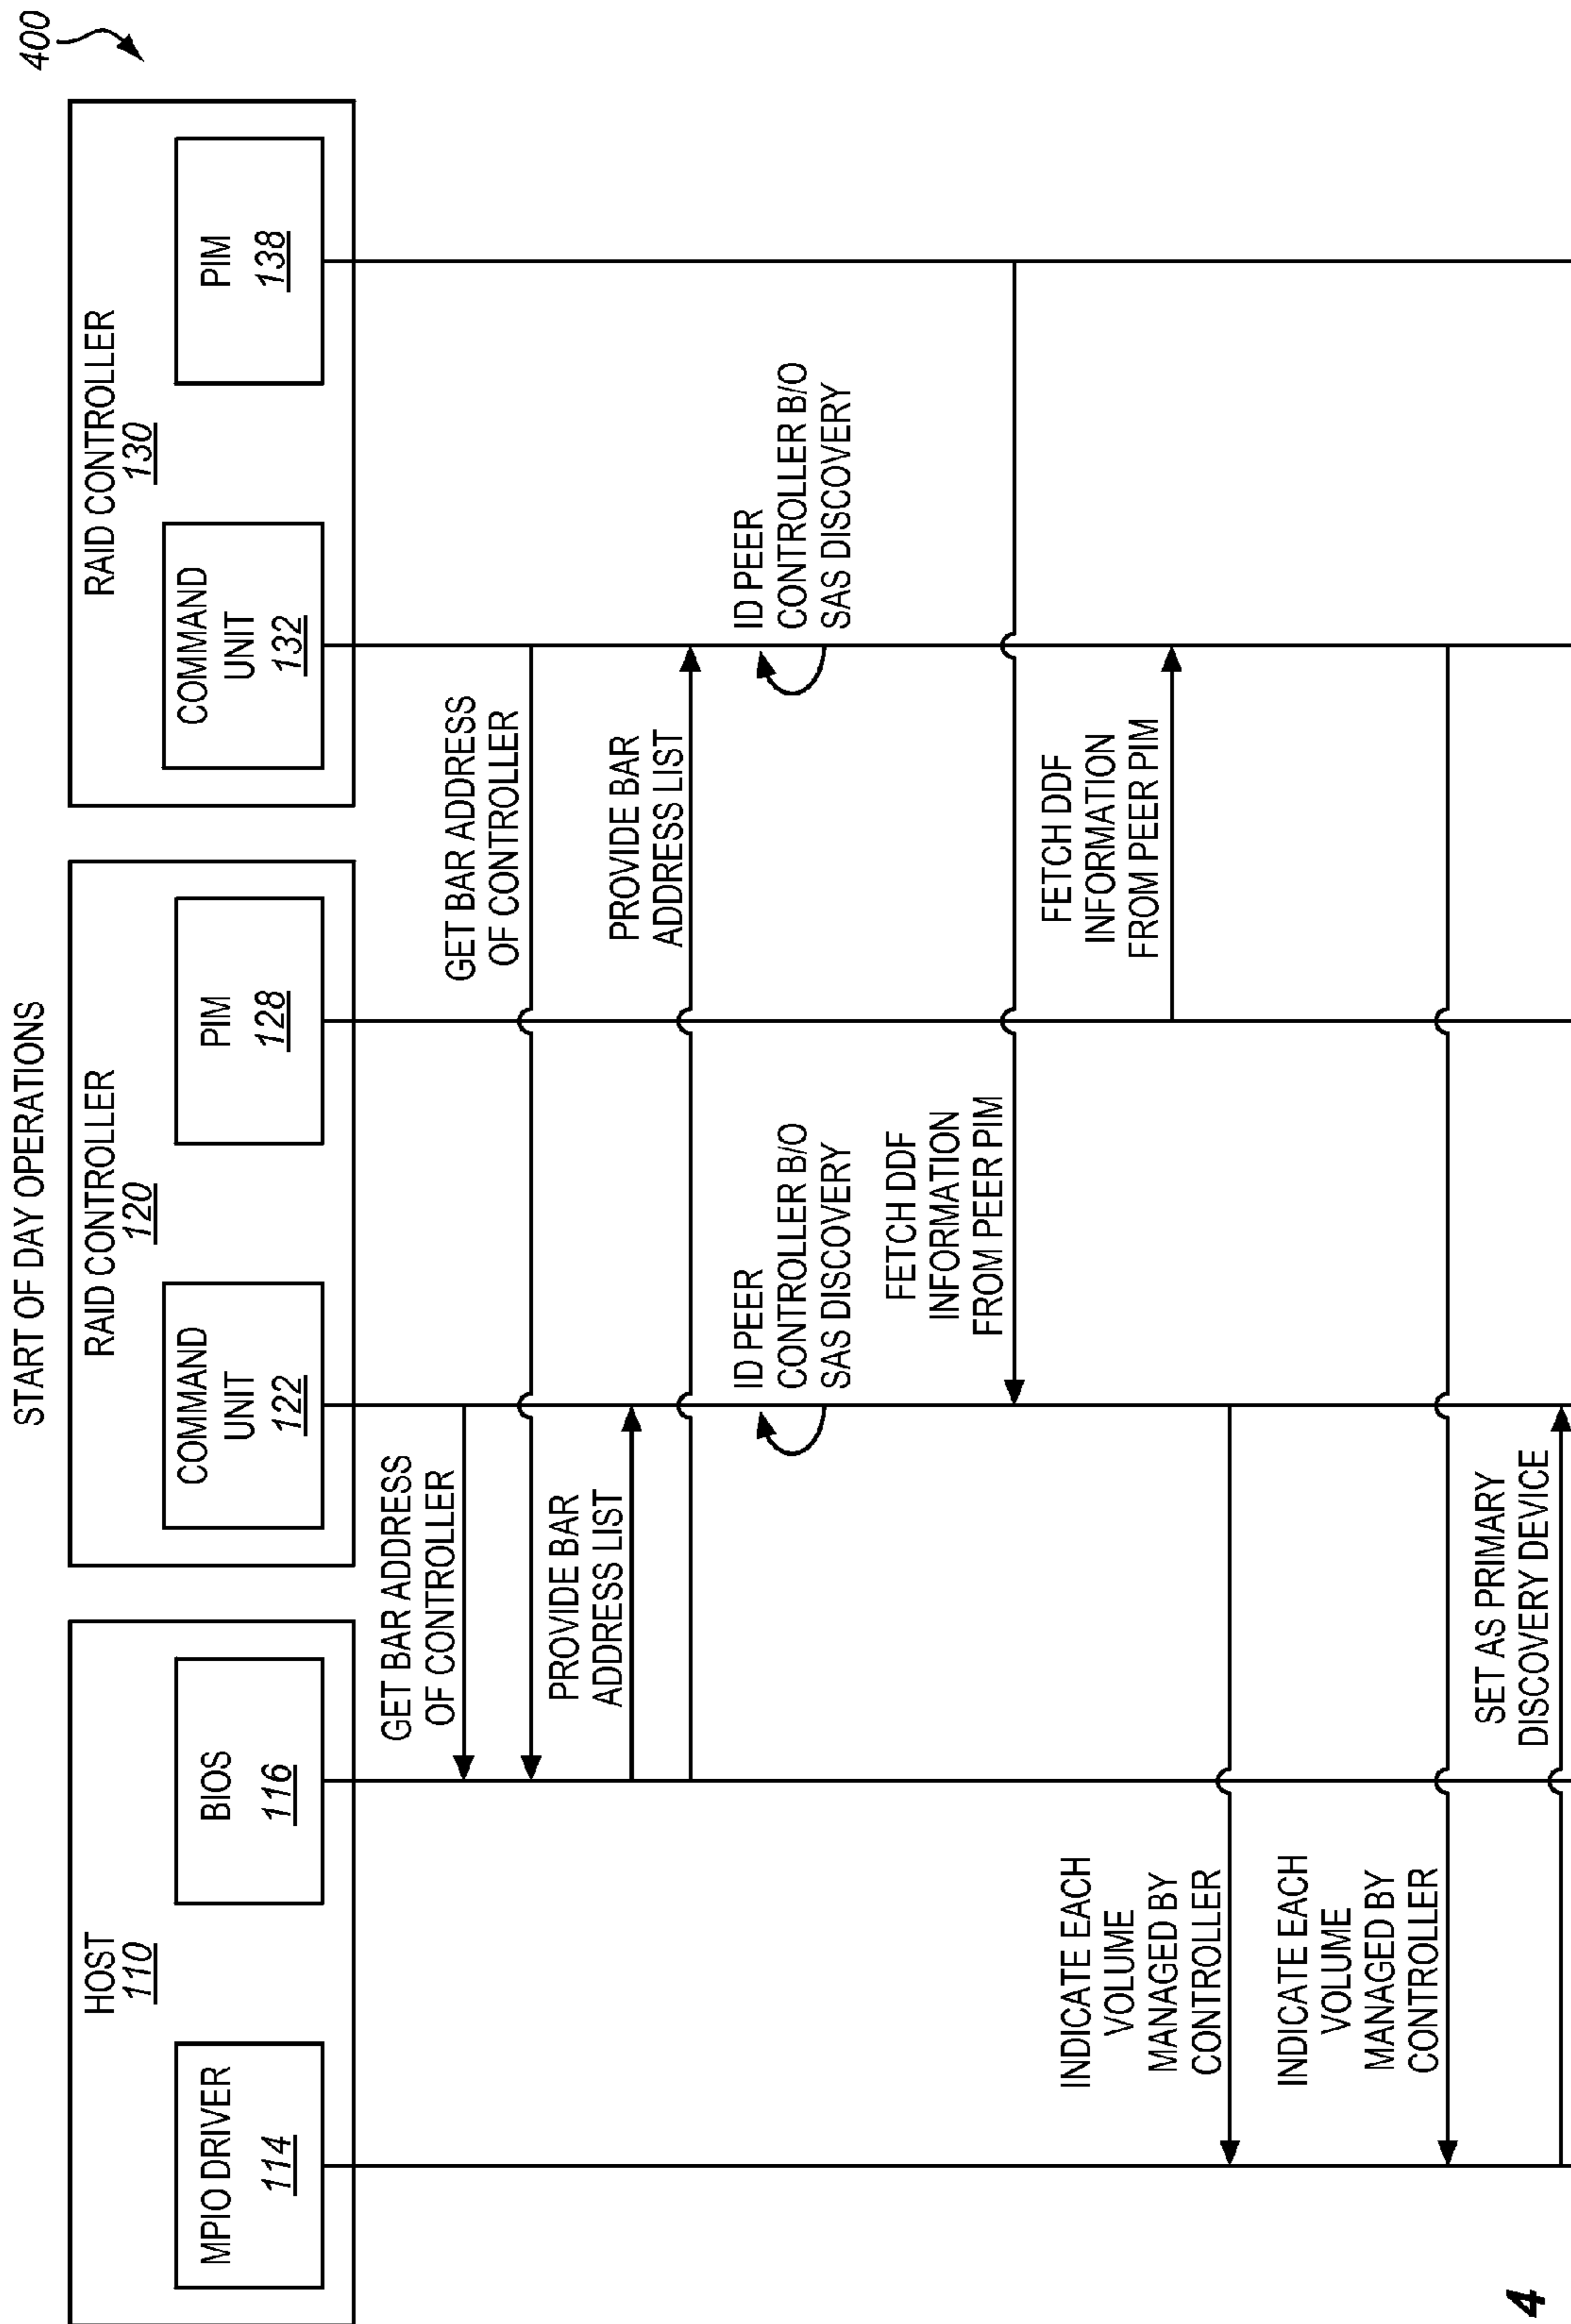 400
START OF DAY OPERATIONS
HOST
110
MPIO DRIVER
114
BIOS
116
RAID CONTROLLER
120
COMMAND
UNIT
122
PIM
128
RAID CONTROLLER
130
COMMAND
UNIT
132
PIM
138
GET BAR ADDRESS
OF CONTROLLER
GET BAR ADDRESS
OF CONTROLLER
PROVIDE BAR
ADDRESS LIST
PROVIDE BAR
ADDRESS LIST
ID PEER
CONTROLLER B/O
SAS DISCOVERY
ID PEER
CONTROLLER B/O
SAS DISCOVERY
FETCH DDF
INFORMATION
FROM PEER PIM
FETCH DDF
INFORMATION
FROM PEER PIM
INDICATE EACH
VOLUME
MANAGED BY
CONTROLLER
INDICATE EACH
VOLUME
MANAGED BY
CONTROLLER
SET AS PRIMARY
DISCOVERY DEVICE
4